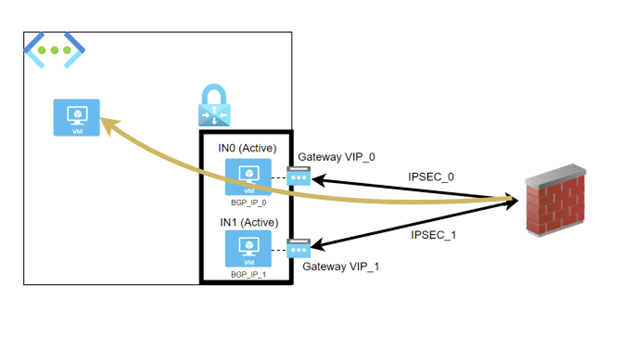 IN0 (Active)
Gateway VIP_0
VM
VM
BGP_IP_0
IPSEC_0
IN1 (Active)
IPSEC_1
VM
BGP_IP_1
Gateway VIP_1